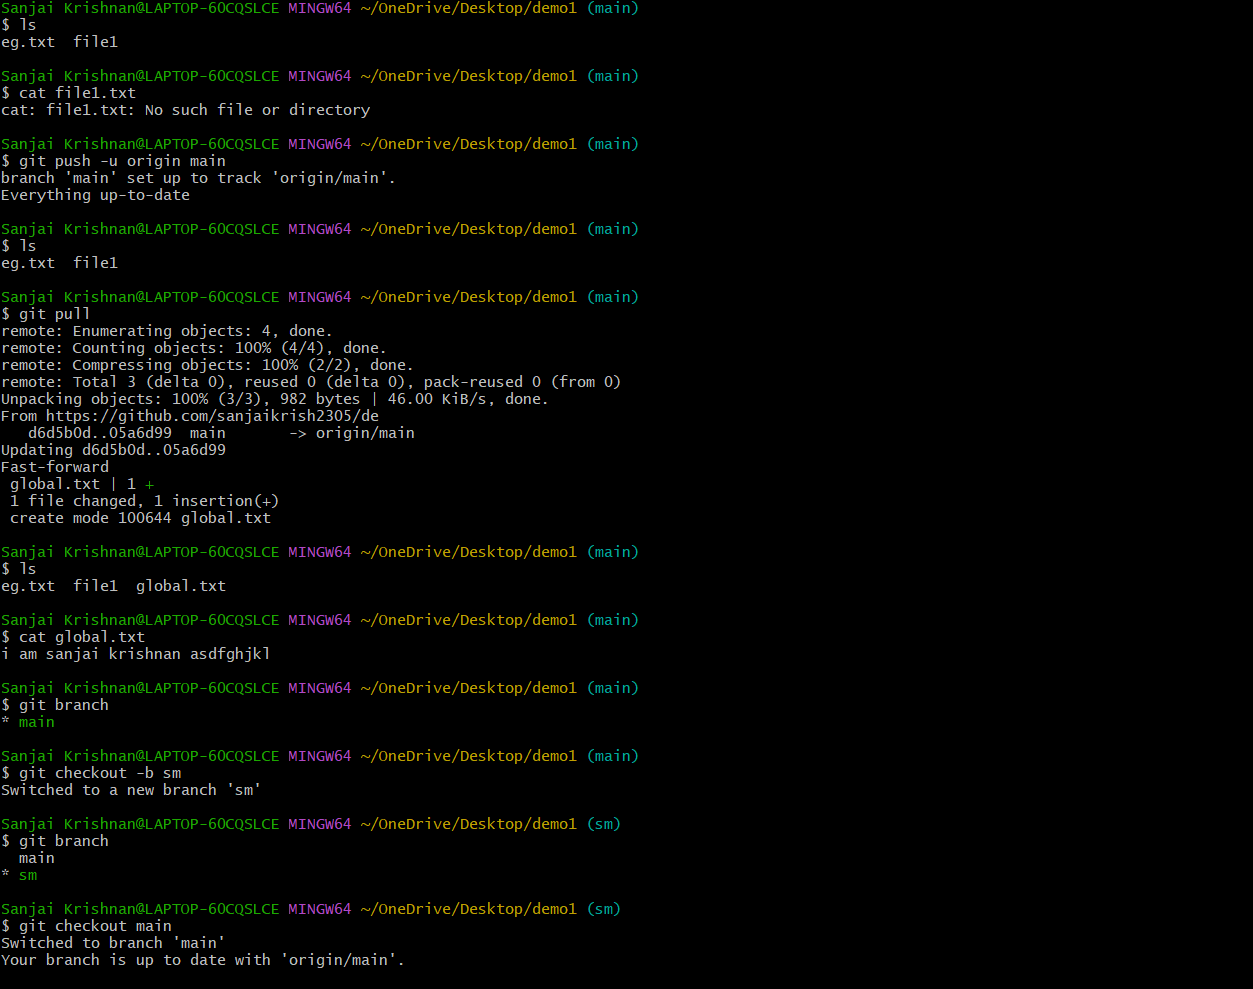 Sanjai Krishnan@LAPTOP-6OCQSLCE MINGW64 ~/OneDrive/Desktop/demo1 (main)
$ ls
eg.txt  file1

Sanjai Krishnan@LAPTOP-6OCQSLCE MINGW64 ~/OneDrive/Desktop/demo1 (main)
$ cat file1.txt
cat: file1.txt: No such file or directory

Sanjai Krishnan@LAPTOP-6OCQSLCE MINGW64 ~/OneDrive/Desktop/demo1 (main)
$ git push -u origin main
branch 'main' set up to track 'origin/main'.
Everything up-to-date

Sanjai Krishnan@LAPTOP-6OCQSLCE MINGW64 ~/OneDrive/Desktop/demo1 (main)
$ ls
eg.txt  file1

Sanjai Krishnan@LAPTOP-6OCQSLCE MINGW64 ~/OneDrive/Desktop/demo1 (main)
$ git pull
remote: Enumerating objects: 4, done.
remote: Counting objects: 100% (4/4), done.
remote: Compressing objects: 100% (2/2), done.
remote: Total 3 (delta 0), reused 0 (delta 0), pack-reused 0 (from 0)
Unpacking objects: 100% (3/3), 982 bytes | 46.00 KiB/s, done.
From https://github.com/sanjaikrish2305/de
   d6d5b0d..05a6d99  main       -> origin/main
Updating d6d5b0d..05a6d99
Fast-forward
 global.txt | 1 +
 1 file changed, 1 insertion(+)
 create mode 100644 global.txt

Sanjai Krishnan@LAPTOP-6OCQSLCE MINGW64 ~/OneDrive/Desktop/demo1 (main)
$ ls
eg.txt  file1  global.txt

Sanjai Krishnan@LAPTOP-6OCQSLCE MINGW64 ~/OneDrive/Desktop/demo1 (main)
$ cat global.txt
i am sanjai krishnan asdfghjkl

Sanjai Krishnan@LAPTOP-6OCQSLCE MINGW64 ~/OneDrive/Desktop/demo1 (main)
$ git branch
* main

Sanjai Krishnan@LAPTOP-6OCQSLCE MINGW64 ~/OneDrive/Desktop/demo1 (main)
$ git checkout -b sm
Switched to a new branch 'sm'

Sanjai Krishnan@LAPTOP-6OCQSLCE MINGW64 ~/OneDrive/Desktop/demo1 (sm)
$ git branch
  main
* sm

Sanjai Krishnan@LAPTOP-6OCQSLCE MINGW64 ~/OneDrive/Desktop/demo1 (sm)
$ git checkout main
Switched to branch 'main'
Your branch is up to date with 'origin/main'.